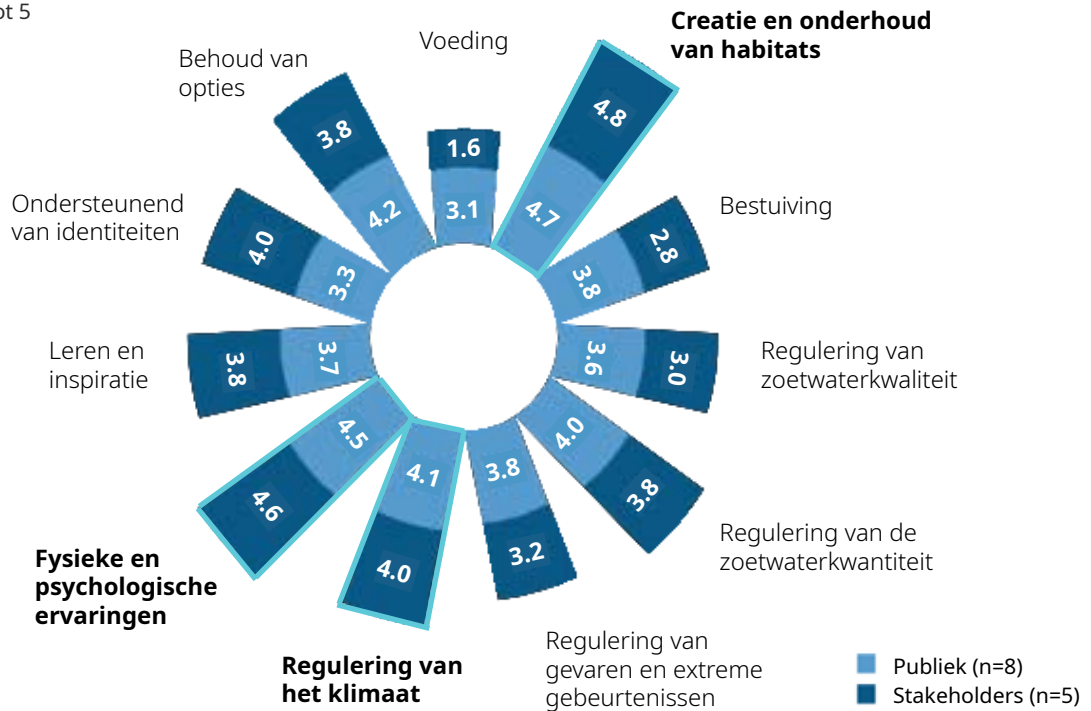 ot 5
Voeding
1.6
3.1
Creatie en onderhoud
van habitats
4.8
4.7
Bestuiving
2.8
3.8
Regulering van
zoetwaterkwaliteit
3.0
3.6
Regulering van de
zoetwaterkwantiteit
3.8
4.0
Regulering van
gevaren en extreme
gebeurtenissen
3.2
3.8
Regulering van
het klimaat
4.0
4.1
Fysieke en
psychologische
ervaringen
4.6
4.5
Leren en
inspiratie
3.8
3.7
Ondersteunend
van identiteiten
4.0
3.3
Behoud van
opties
3.8
4.2
Publiek (n=8)
Stakeholders (n=5)